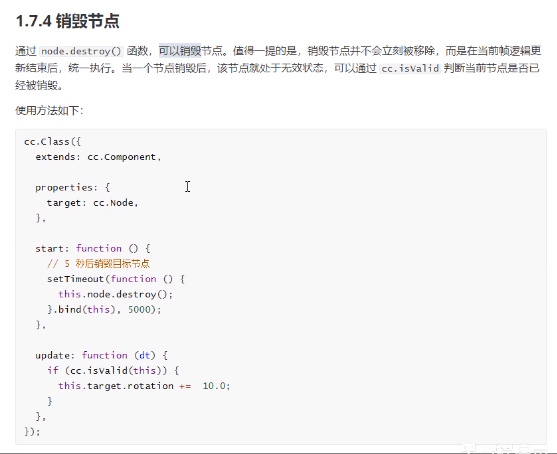 1.7.4 销毁节点
通过 node.destroy() 函数，可以销毁节点。值得一提的是，销毁节点并不会立刻被移除，而是在当前帧逻辑更
新结束后，统一执行。当一个节点销毁后，该节点就处于无效状态，可以通过 cc.isValid 判断当前节点是否已
经被销毁。
使用方法如下：
cc.Class({
  extends: cc.Component,

  properties: {
    target: cc.Node,
  },

  start: function () {
    // 5 秒后销毁目标节点
    setTimeout(function () {
      this.node.destroy();
    }.bind(this), 5000);
  },

  update: function (dt) {
    if (cc.isValid(this)) {
      this.target.rotation +=  10.0;
    }
  },
});